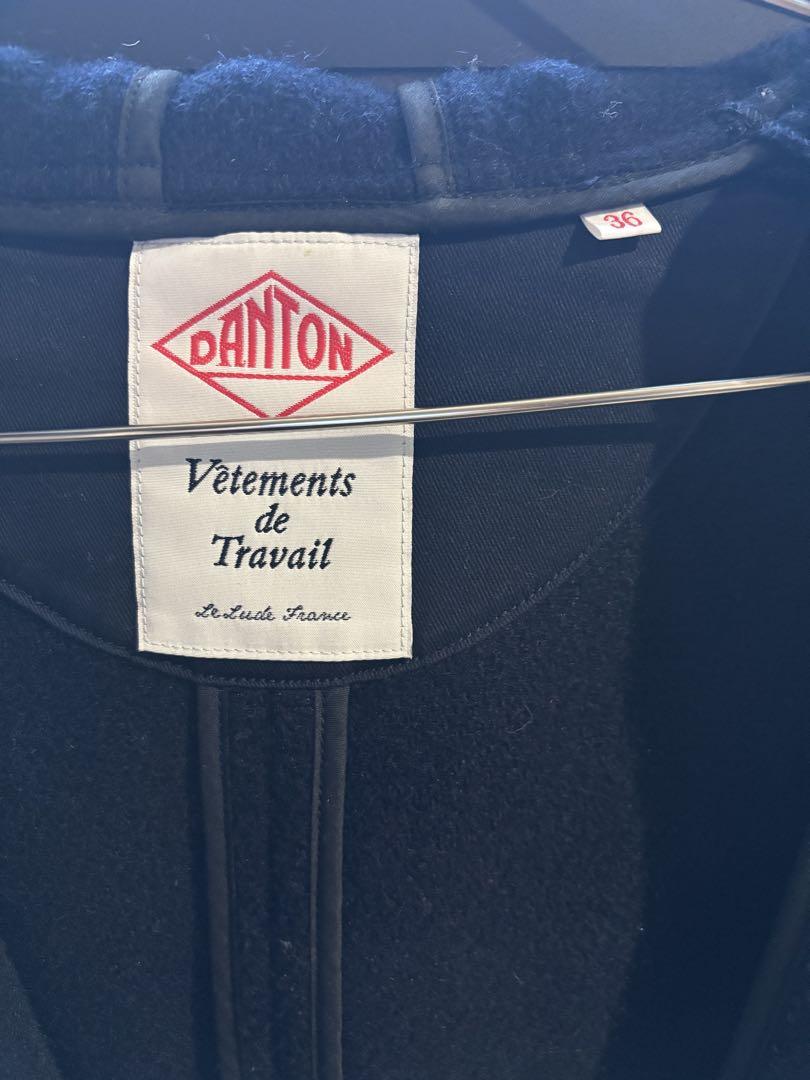 36
DANTON
Vêtements
de
Travail
Le Lude France